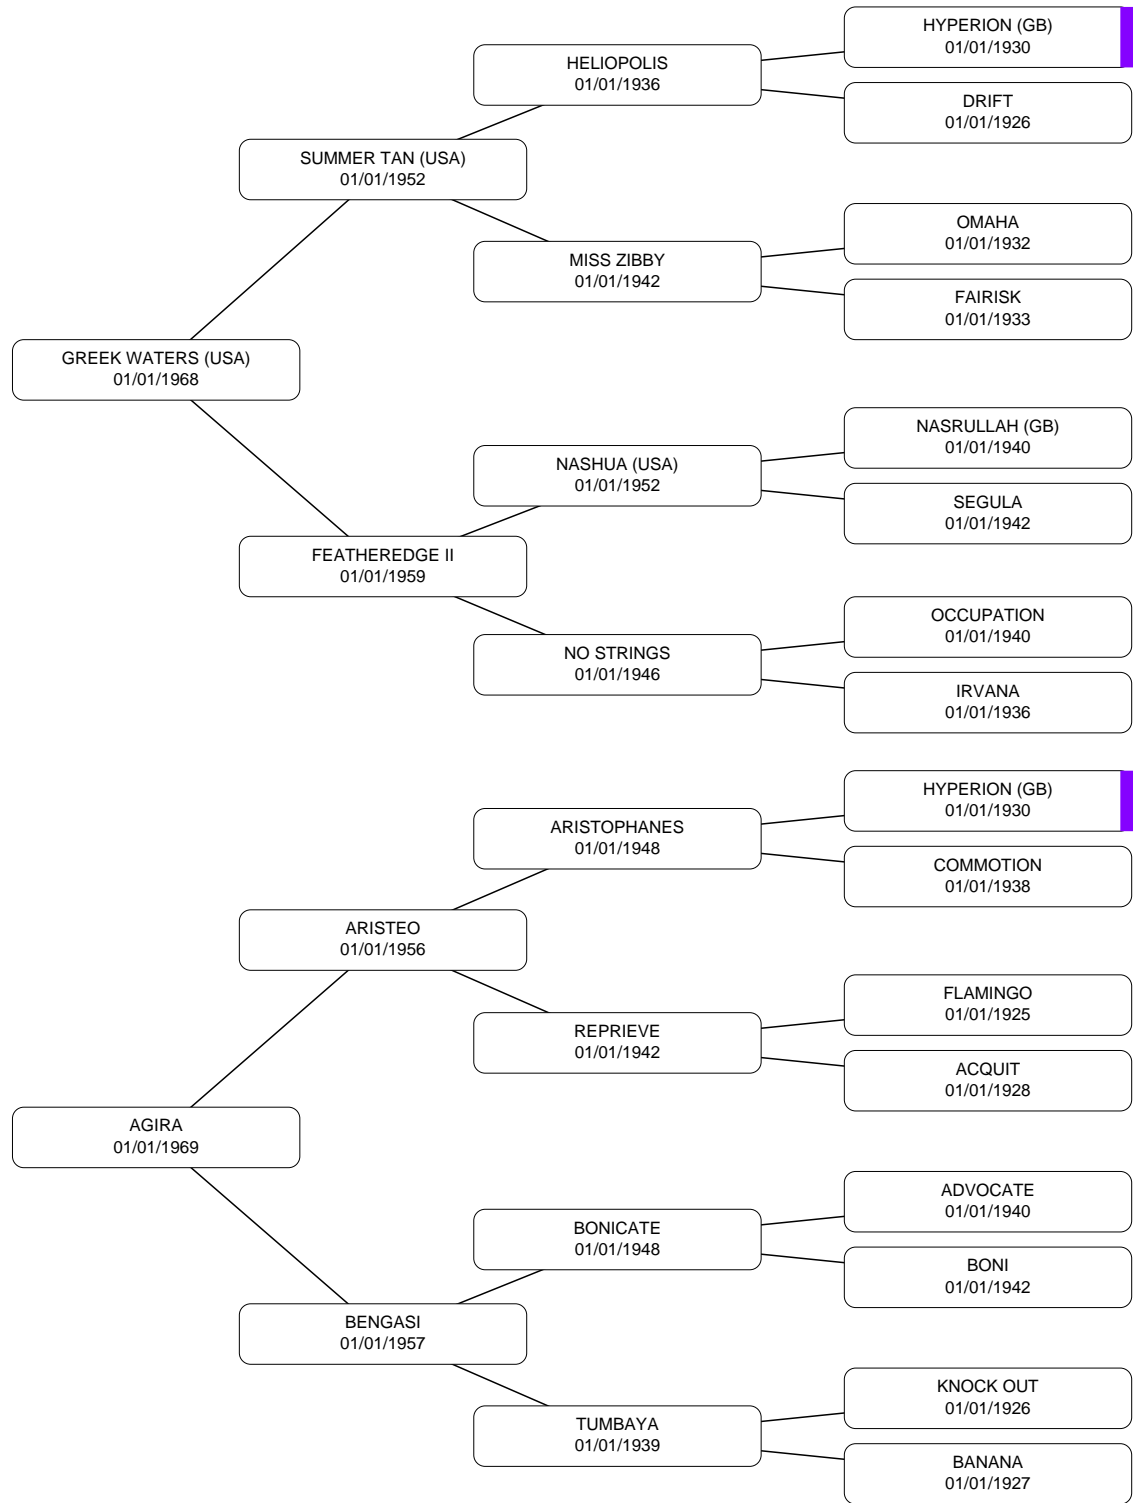 HYPERION (GB)
01/01/1930
HELIOPOLIS
01/01/1936
DRIFT
01/01/1926
SUMMER TAN (USA)
01/01/1952
OMAHA
01/01/1932
MISS ZIBBY
01/01/1942
FAIRISK
01/01/1933
GREEK WATERS (USA)
01/01/1968
NASRULLAH (GB)
01/01/1940
NASHUA (USA)
01/01/1952
SEGULA
01/01/1942
FEATHEREDGE II
01/01/1959
OCCUPATION
01/01/1940
NO STRINGS
01/01/1946
IRVANA
01/01/1936
HYPERION (GB)
01/01/1930
ARISTOPHANES
01/01/1948
COMMOTION
01/01/1938
ARISTEO
01/01/1956
FLAMINGO
01/01/1925
REPRIEVE
01/01/1942
ACQUIT
01/01/1928
AGIRA
01/01/1969
ADVOCATE
01/01/1940
BONICATE
01/01/1948
BONI
01/01/1942
BENGASI
01/01/1957
KNOCK OUT
01/01/1926
TUMBAYA
01/01/1939
BANANA
01/01/1927